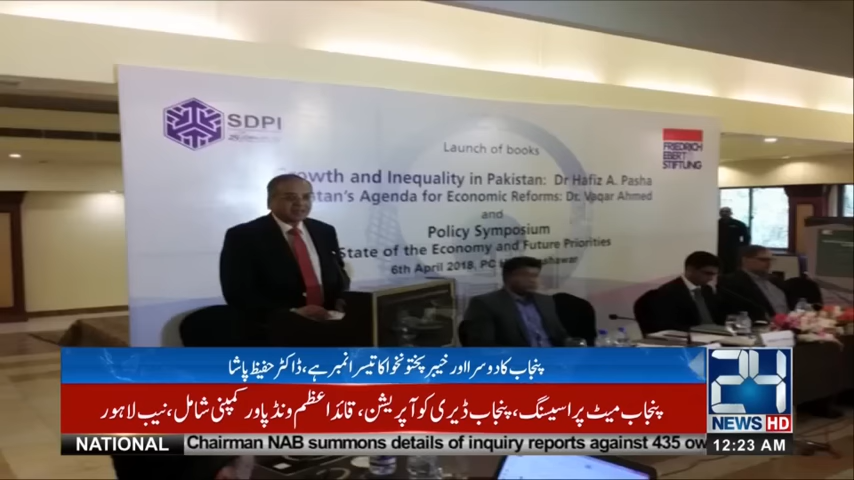 SDPI
Launch of books
FRIEDRICH
EBERT
STIFTUNG
Growth and Inequality in Pakistan: Dr Hafiz A. Pasha
Pakistan's Agenda for Economic Reforms: Dr. Vaqar Ahmed
and
Policy Symposium
State of the Economy and Future Priorities
6th April 2018, PC
پنجاب کا دوسرا اور خیبر پختونخوا کا تیسرا نمبر ہے، ڈاکٹر حفیظ پاشا
پنجاب میٹ پراسیسنگ، پنجاب ڈیری کوآپریشن، قائداعظم ونڈ پاور کمپنی شامل، نیب لاہور
24
NEWS HD
NATIONAL
Chairman NAB summons details of inquiry reports against 435 ow
12:23 AM